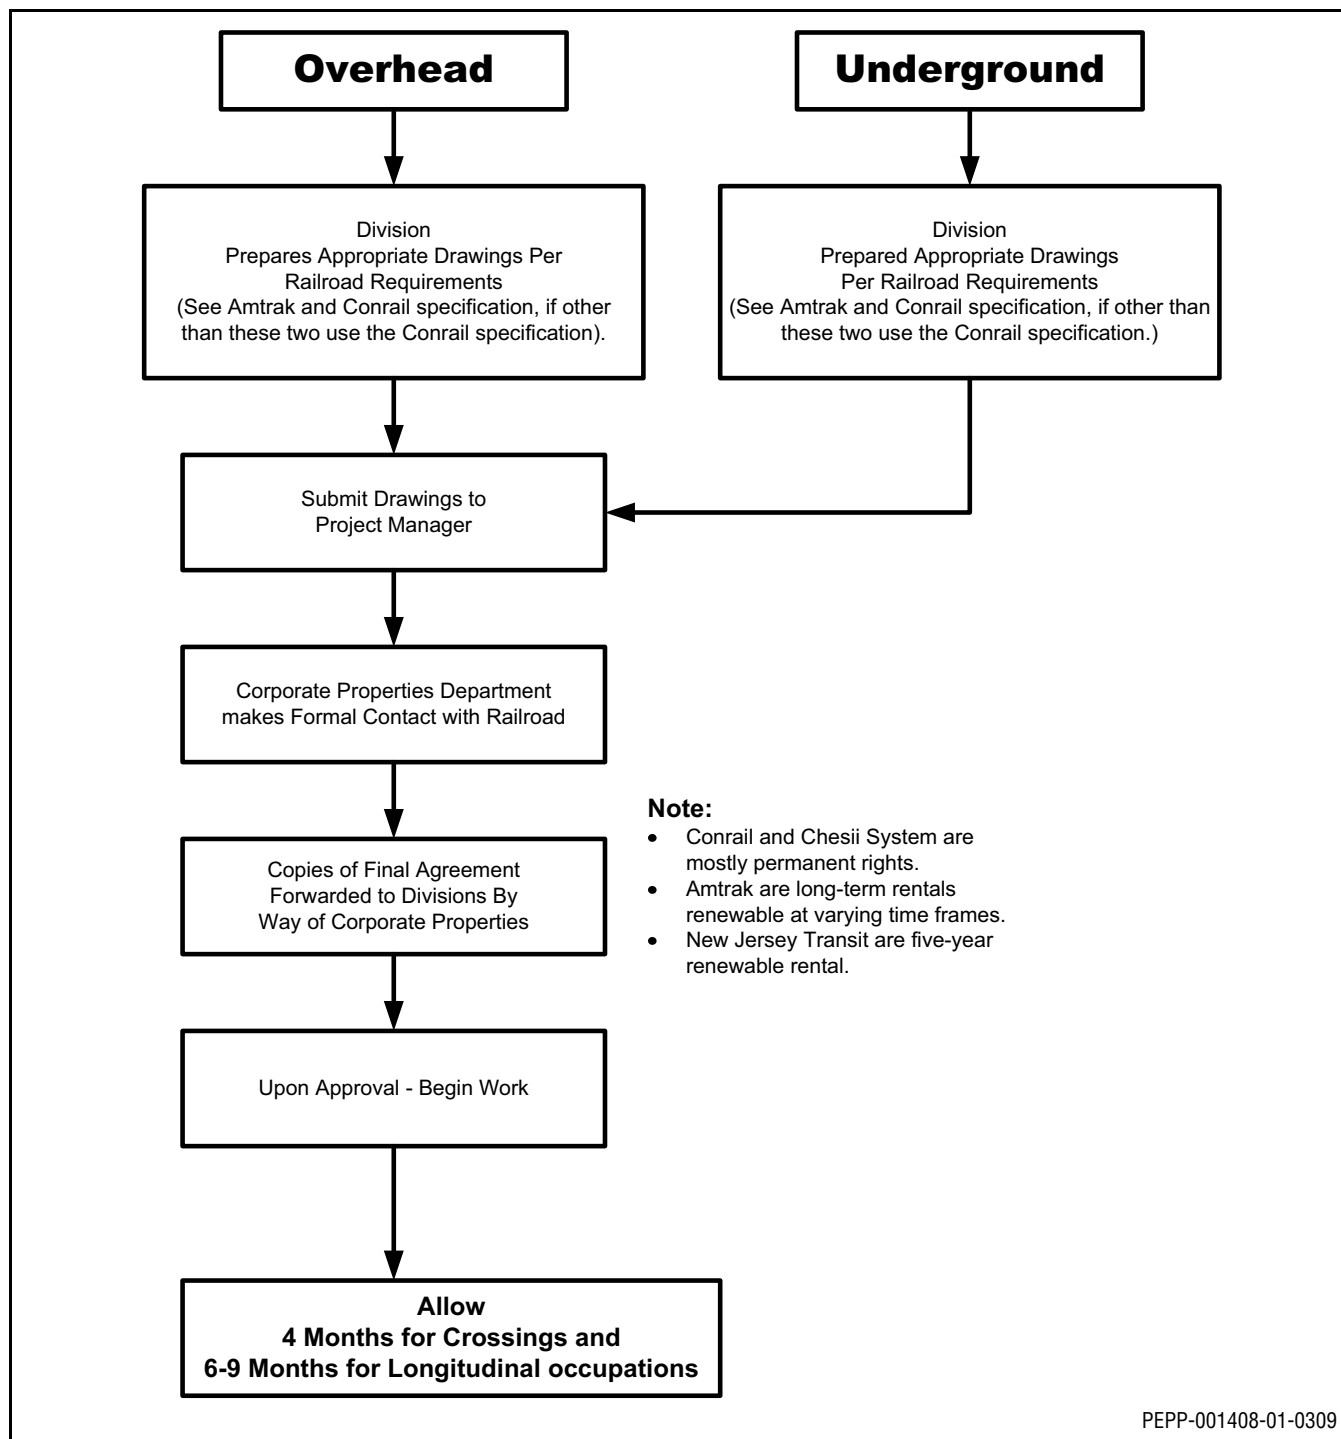 Overhead
Underground
Division
Prepares Appropriate Drawings Per
Railroad Requirements
(See Amtrak and Conrail specification, if other
than these two use the Conrail specification).
Division
Prepared Appropriate Drawings
Per Railroad Requirements
(See Amtrak and Conrail specification, if other than
these two use the Conrail specification.)
Submit Drawings to
Project Manager
Corporate Properties Department
makes Formal Contact with Railroad
Copies of Final Agreement
Forwarded to Divisions By
Way of Corporate Properties
Note:
• Conrail and Chesii System are
mostly permanent rights.
• Amtrak are long-term rentals
renewable at varying time frames.
• New Jersey Transit are five-year
renewable rental.
Upon Approval - Begin Work
Allow
4 Months for Crossings and
6-9 Months for Longitudinal occupations
PEPP-001408-01-0309